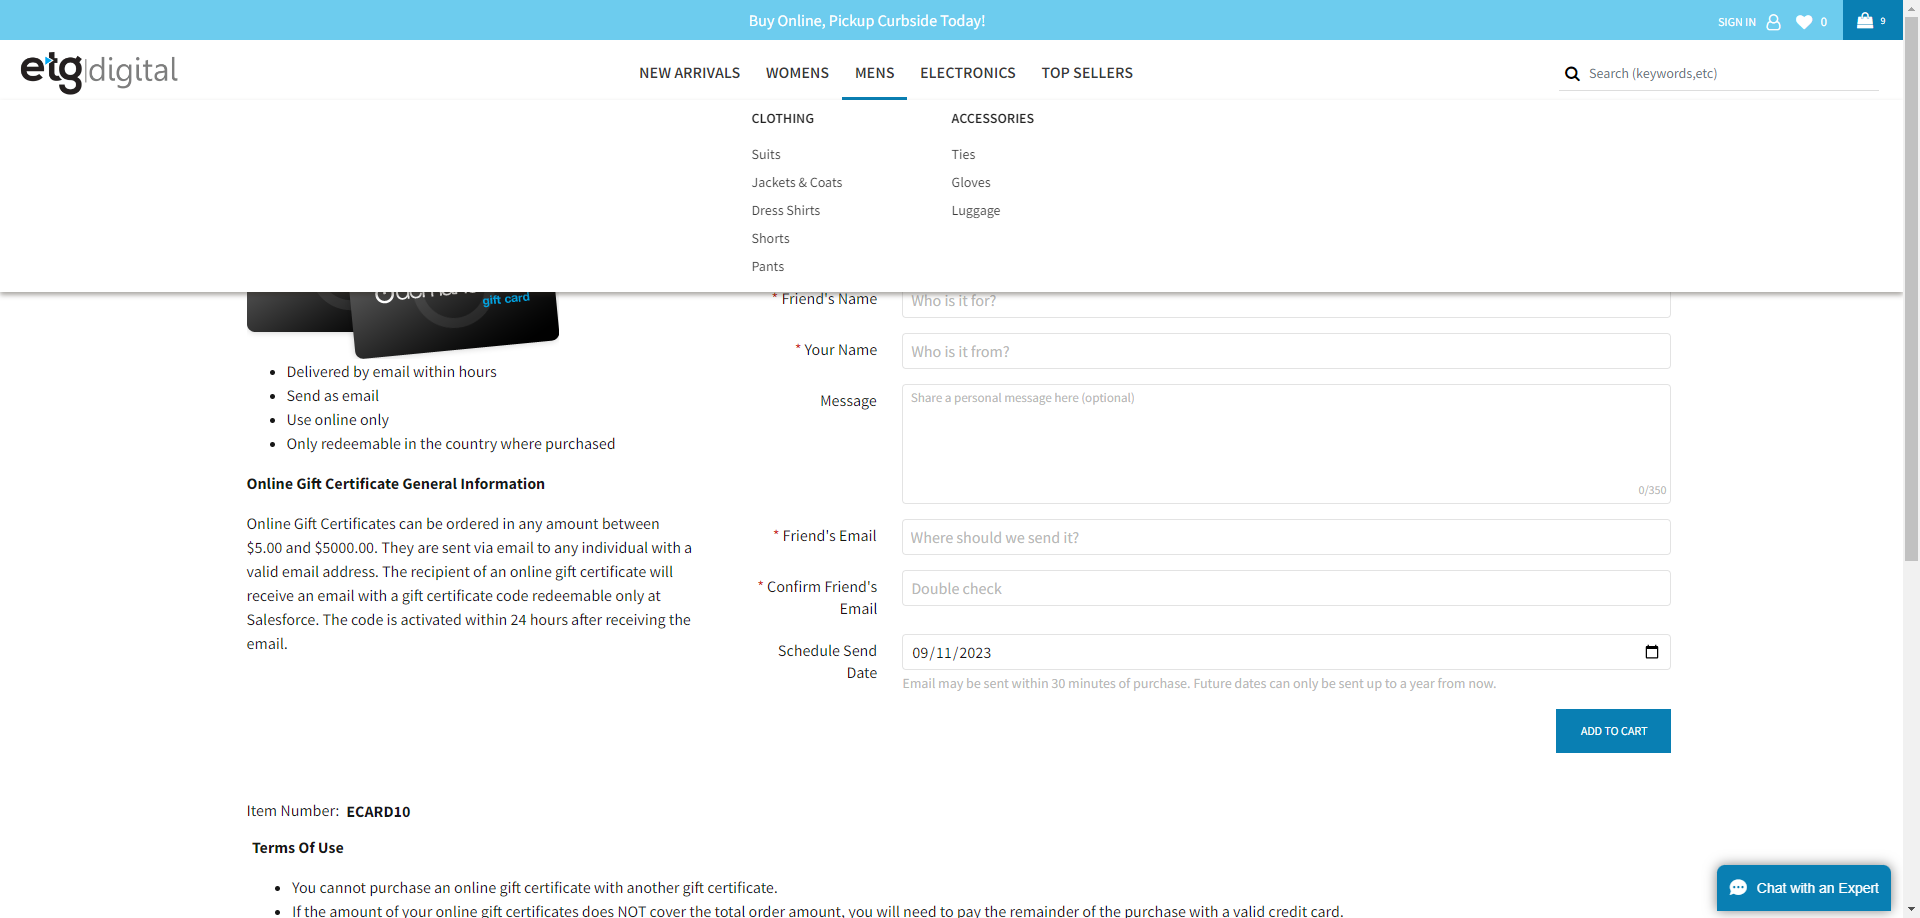 Buy Online, Pickup Curbside Today!
SIGN IN
0
9
etg|digital
NEW ARRIVALS
WOMENS
MENS
ELECTRONICS
TOP SELLERS
Search (keywords,etc)
CLOTHING
ACCESSORIES
Suits
Ties
Jackets & Coats
Gloves
Dress Shirts
Luggage
Shorts
Pants
gift card
* Friend's Name
Who is it for?
* Your Name
Who is it from?
Delivered by email within hours
Send as email
Use online only
Only redeemable in the country where purchased
Message
Share a personal message here (optional)
0/350
Online Gift Certificate General Information
Online Gift Certificates can be ordered in any amount between
$5.00 and $5000.00. They are sent via email to any individual with a
valid email address. The recipient of an online gift certificate will
receive an email with a gift certificate code redeemable only at
Salesforce. The code is activated within 24 hours after receiving the
email.
* Friend's Email
Where should we send it?
* Confirm Friend's
Email
Double check
Schedule Send
Date
09/11/2023
Email may be sent within 30 minutes of purchase. Future dates can only be sent up to a year from now.
ADD TO CART
Item Number: ECARD10
Terms Of Use
You cannot purchase an online gift certificate with another gift certificate.
If the amount of your online gift certificates does NOT cover the total order amount, you will need to pay the remainder of the purchase with a valid credit card.
Chat with an Expert